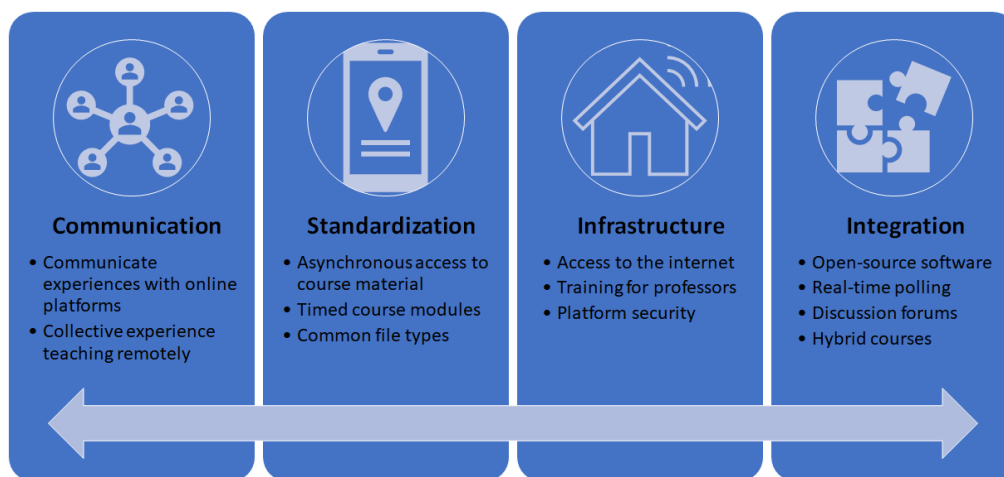 Communication
• Communicate
experiences with online
platforms
• Collective experience
teaching remotely
Standardization
• Asynchronous access to
course material
• Timed course modules
• Common file types
Infrastructure
• Access to the internet
• Training for professors
• Platform security
Integration
• Open-source software
• Real-time polling
• Discussion forums
• Hybrid courses